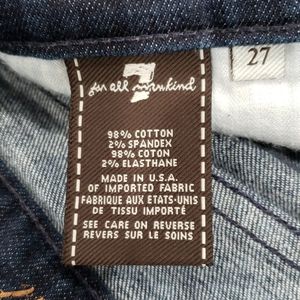 7
for all mankind
27
98% COTTON
2% SPANDEX
98% COTON
2% ELASTHANE
MADE IN U.S.A.
OF IMPORTED FABRIC
FABRIQUE AUX ETATS-UNIS
DE TISSU IMPORTÉ
SEE CARE ON REVERSE
REVERS SUR LE SOINS